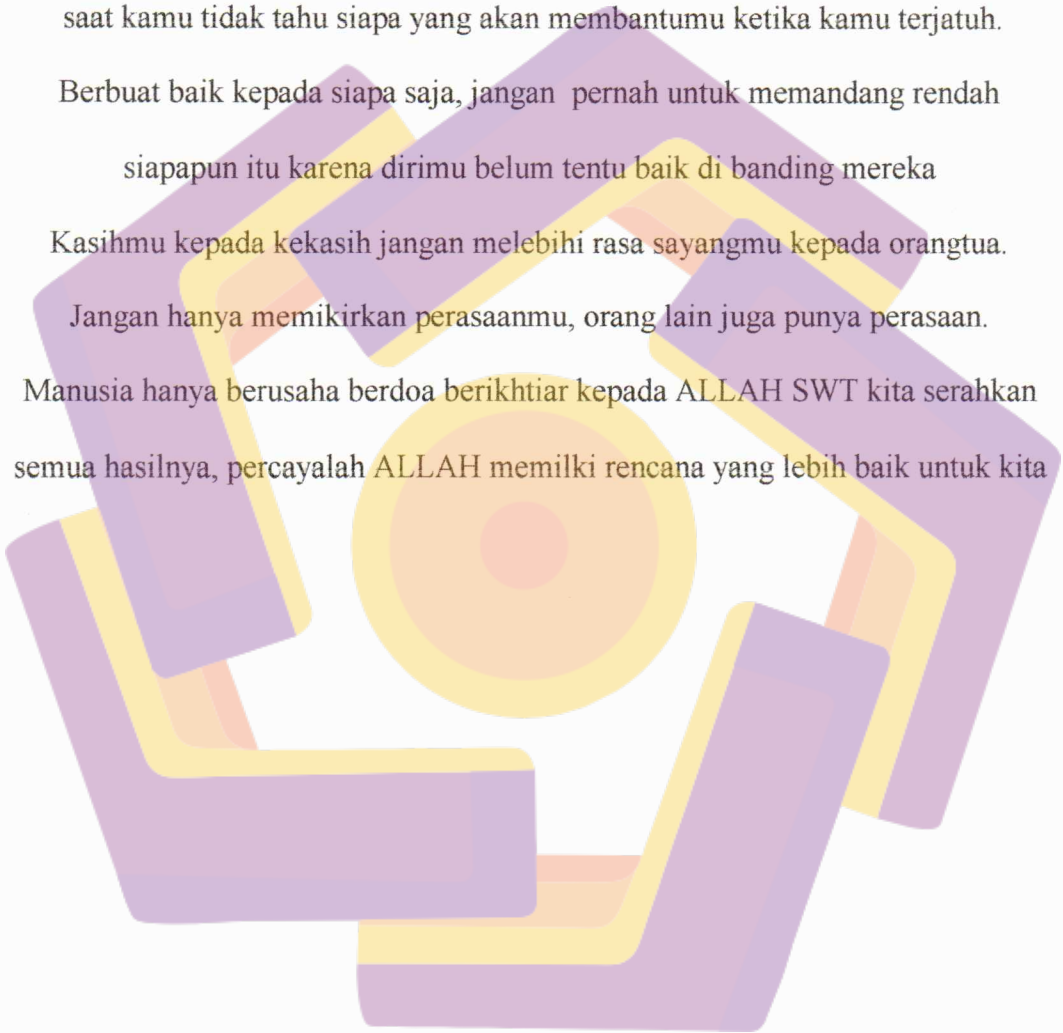 saat kamu tidak tahu siapa yang akan membantumu ketika kamu terjatuh.
Berbuat baik kepada siapa saja, jangan  pernah untuk memandang rendah
siapapun itu karena dirimu belum tentu baik di banding mereka
Kasihmu kepada kekasih jangan melebihi rasa sayangmu kepada orangtua.
Jangan hanya memikirkan perasaanmu, orang lain juga punya perasaan.
Manusia hanya berusaha berdoa berikhtiar kepada ALLAH SWT kita serahkan
semua hasilnya, percayalah ALLAH memilki rencana yang lebih baik untuk kita